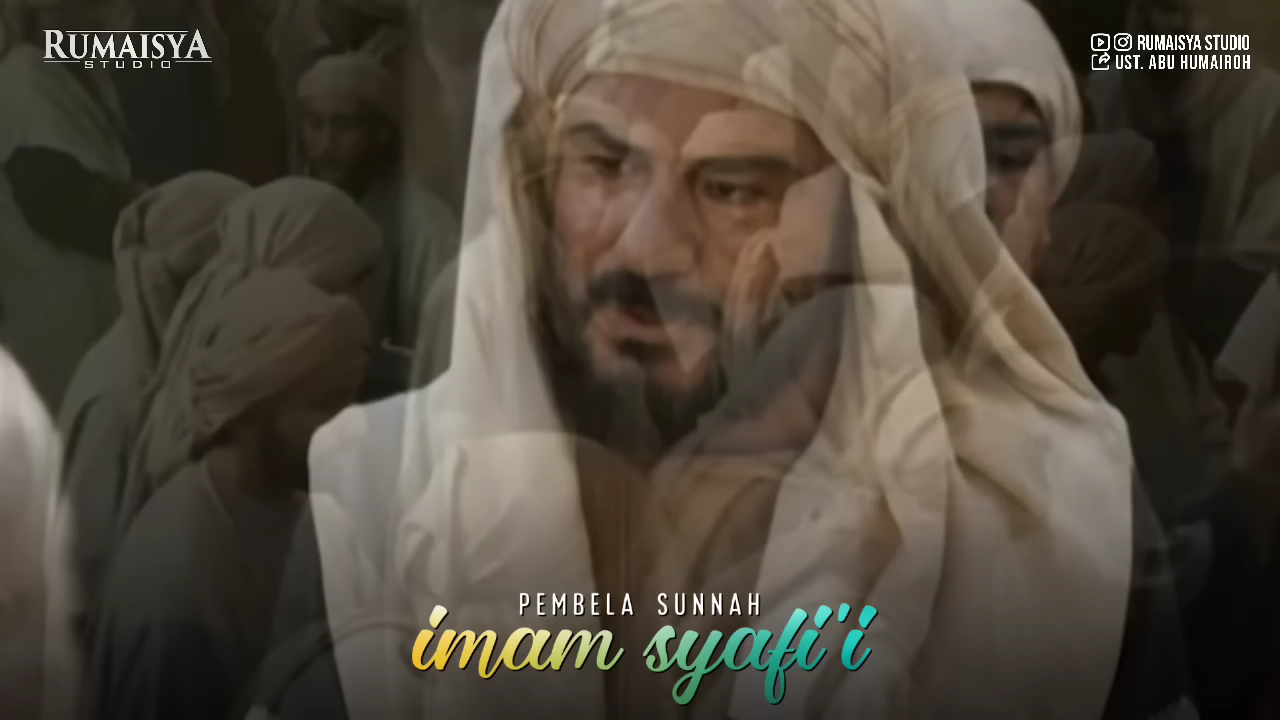 RUMAISYA
STUDIO
RUMAISYA STUDIO
UST. ABU HUMAIROH
PEMBELA SUNNAH
imam syafi'i